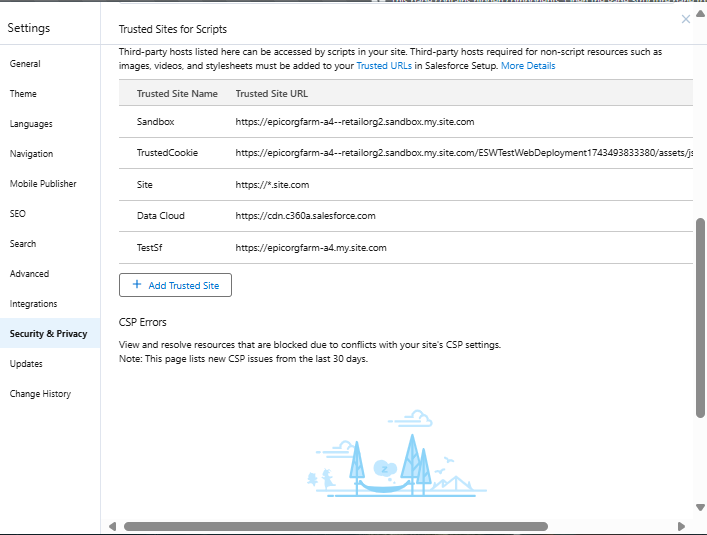 Settings
General
Theme
Languages
Navigation
Mobile Publisher
SEO
Search
Advanced
Integrations
Security & Privacy
Updates
Change History
Trusted Sites for Scripts
Third-party hosts listed here can be accessed by scripts in your site. Third-party hosts required for non-script resources such as
images, videos, and stylesheets must be added to your Trusted URLs in Salesforce Setup. More Details
Trusted Site Name Trusted Site URL
Sandbox https://epicorgfarm-a4--retailorg2.sandbox.my.site.com
TrustedCookie https://epicorgfarm-a4--retailorg2.sandbox.my.site.com/ESWTestWebDeployment1743493833380/assets/js
Site https://*.site.com
Data Cloud https://cdn.c360a.salesforce.com
TestSf https://epicorgfarm-a4.my.site.com
+ Add Trusted Site
CSP Errors
View and resolve resources that are blocked due to conflicts with your site's CSP settings.
Note: This page lists new CSP issues from the last 30 days.
z